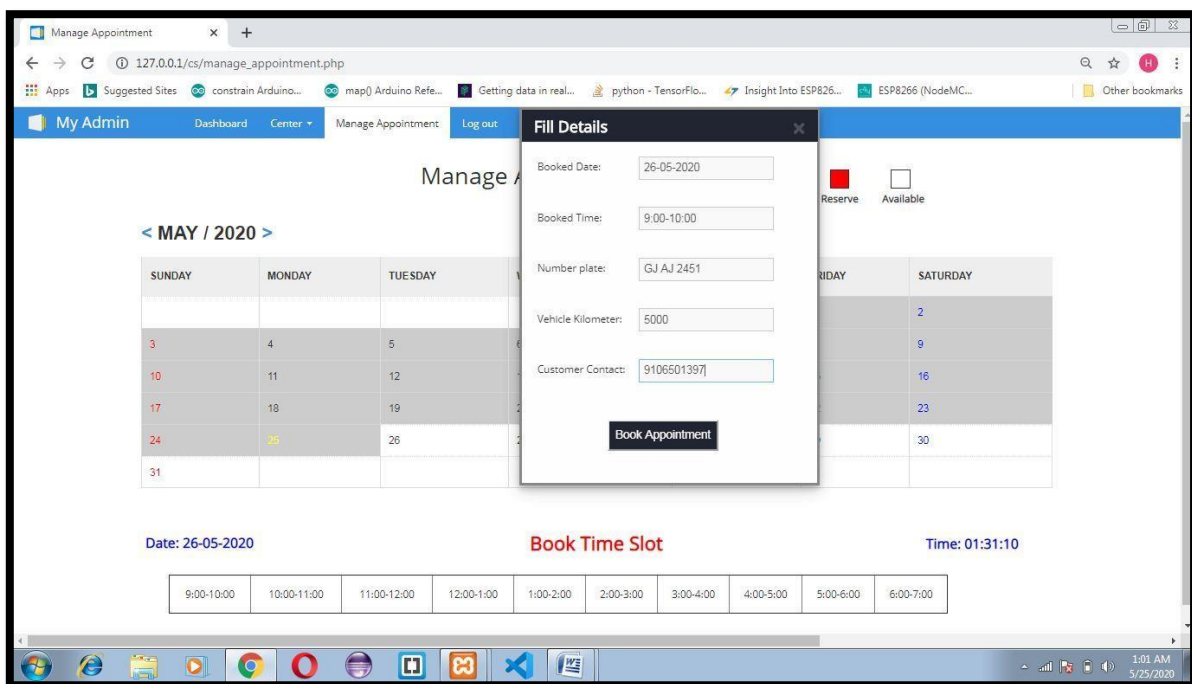 Manage Appointment
127.0.0.1/cs/manage_appointment.php
H
Apps Suggested Sites constrain Arduino... map() Arduino Refe... Getting data in real... python - TensorFlo... Insight Into ESP826... ESP8266 (NodeMC... Other bookmarks
My Admin Dashboard Center Manage Appointment Log out
Fill Details
Booked Date: 26-05-2020
Booked Time: 9:00-10:00
Number plate: GJ AJ 2451
Vehicle Kilometer: 5000
Customer Contact: 9106501397
Book Appointment
Manage
Reserve Available
< MAY / 2020 >
SUNDAY MONDAY TUESDAY RIDAY SATURDAY
2
3 4 5 9
10 11 12 16
17 18 19 23
24 25 26 30
31
Date: 26-05-2020 Book Time Slot Time: 01:31:10
9:00-10:00 10:00-11:00 11:00-12:00 12:00-1:00 1:00-2:00 2:00-3:00 3:00-4:00 4:00-5:00 5:00-6:00 6:00-7:00
1:01 AM
5/25/2020